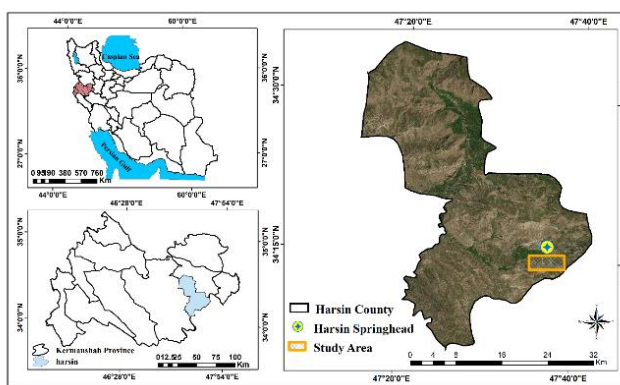 44°0'0"E 60°0'0"E
Caspian Sea
36°0'0"N
36°0'0"N
27°0'0"N
27°0'0"N
Persian Gulf
0 95190 380 570 760
Km
44°0'0"E 60°0'0"E
46°28'0"E 47°54'0"E
35°0'0"N
35°0'0"N
34°0'0"N
34°0'0"N
Kermanshah Province
harsin
012.525 50 75 100
Km
46°28'0"E 47°54'0"E
47°20'0"E 47°40'0"E
34°30'0"N
34°30'0"N
34°15'0"N
34°15'0"N
Harsin County
Harsin Springhead
Study Area
0 4 8 16 24 32
Km
47°20'0"E 47°40'0"E